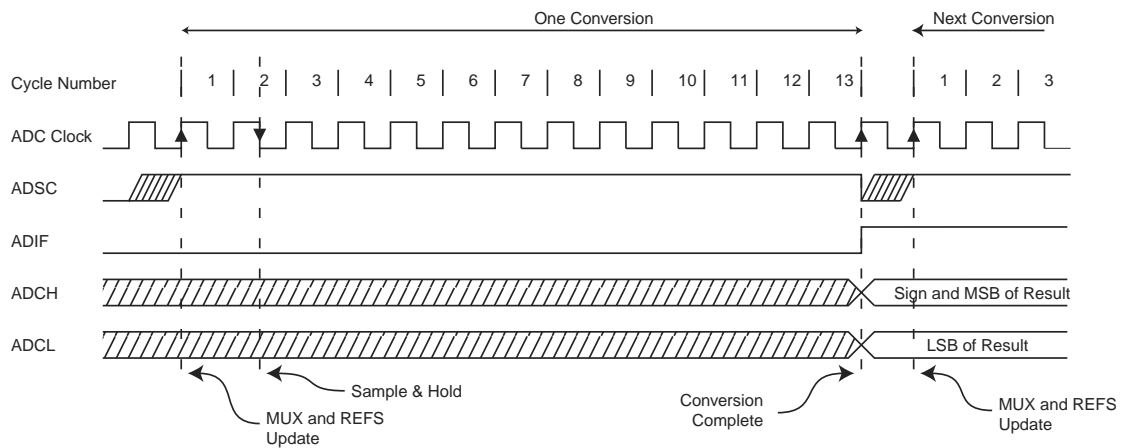 One Conversion
Next Conversion
Cycle Number 1 2 3 4 5 6 7 8 9 10 11 12 13 1 2 3
ADC Clock
ADSC
ADIF
ADCH
Sign and MSB of Result
ADCL
LSB of Result
MUX and REFS
Update
Sample & Hold
Conversion
Complete
MUX and REFS
Update